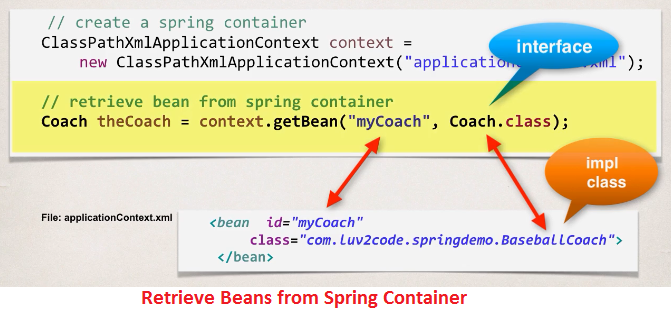 // create a spring container
ClassPathXmlApplicationContext context =
new ClassPathXmlApplicationContext("application xml");
interface
// retrieve bean from spring container
Coach theCoach = context.getBean("myCoach", Coach.class);
impl
class
File: applicationContext.xml
<bean id="myCoach"
class="com.luv2code.springdemo.BaseballCoach">
</bean>
Retrieve Beans from Spring Container